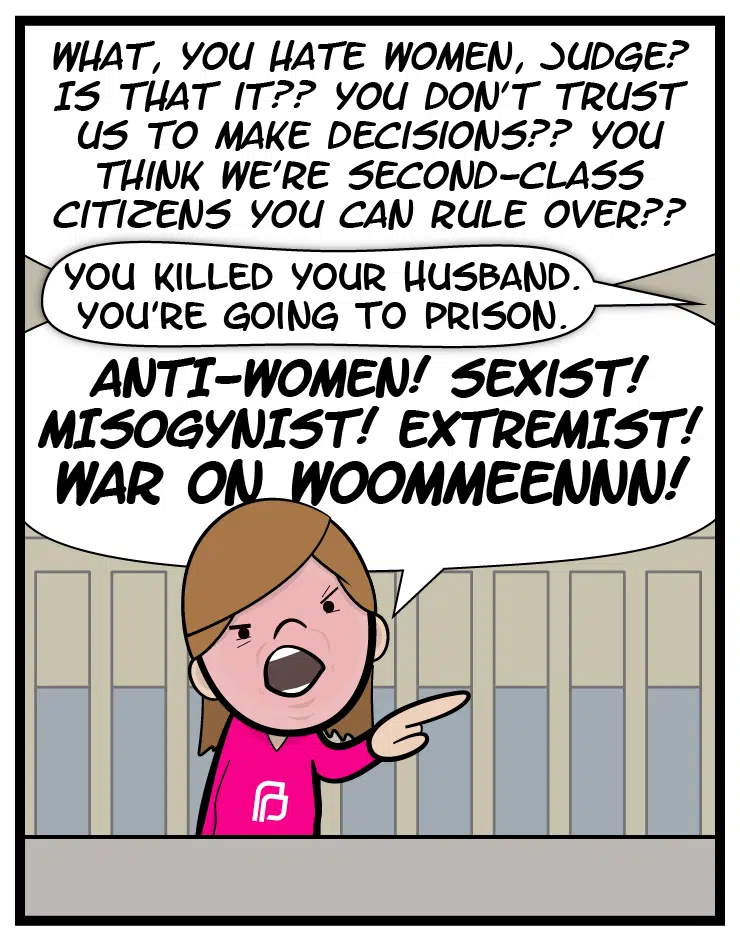 WHAT, YOU HATE WOMEN, JUDGE?
IS THAT IT?? YOU DON'T TRUST
US TO MAKE DECISIONS?? YOU
THINK WE'RE SECOND-CLASS
CITIZENS YOU CAN RULE OVER??
YOU KILLED YOUR HUSBAND.
YOU'RE GOING TO PRISON.
ANTI-WOMEN! SEXIST!
MISOGYNIST! EXTREMIST!
WAR ON WOOMMEENNN!